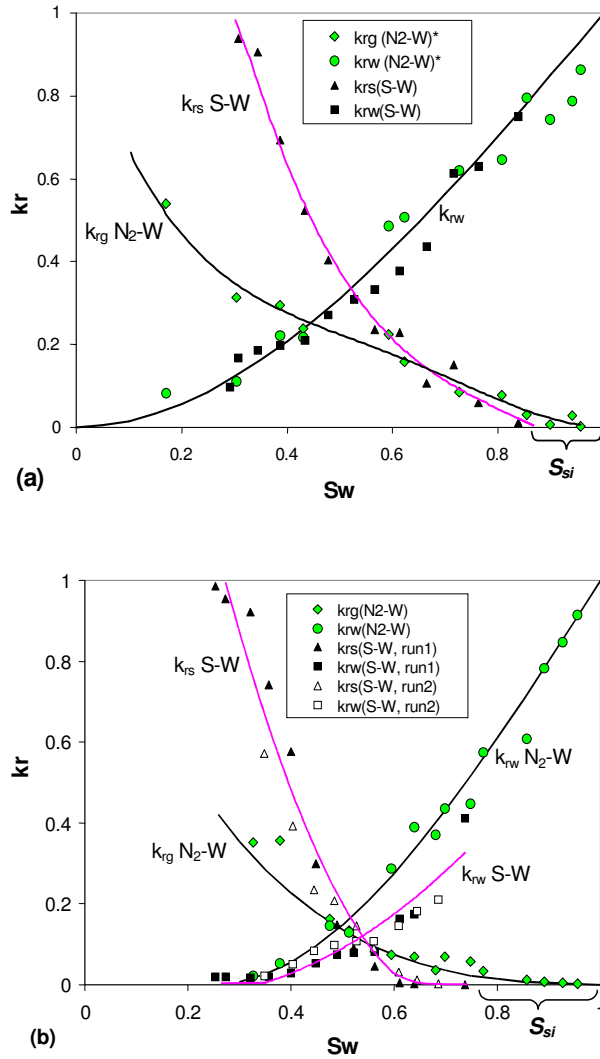 1
0.8
0.6
0.4
0.2
0
kr
krg (N2-W)*
krw (N2-W)*
krs(S-W)
krw(S-W)
krs S-W
krg N2-W
krw
0 0.2 0.4 0.6 0.8
Sw
Ssi
(a)
1
0.8
0.6
0.4
0.2
0
kr
krg(N2-W)
krw(N2-W)
krs(S-W, run1)
krw(S-W, run1)
krs(S-W, run2)
krw(S-W, run2)
krs S-W
krw N2-W
krg N2-W
krw S-W
0 0.2 0.4 0.6 0.8
Sw
Ssi
(b)